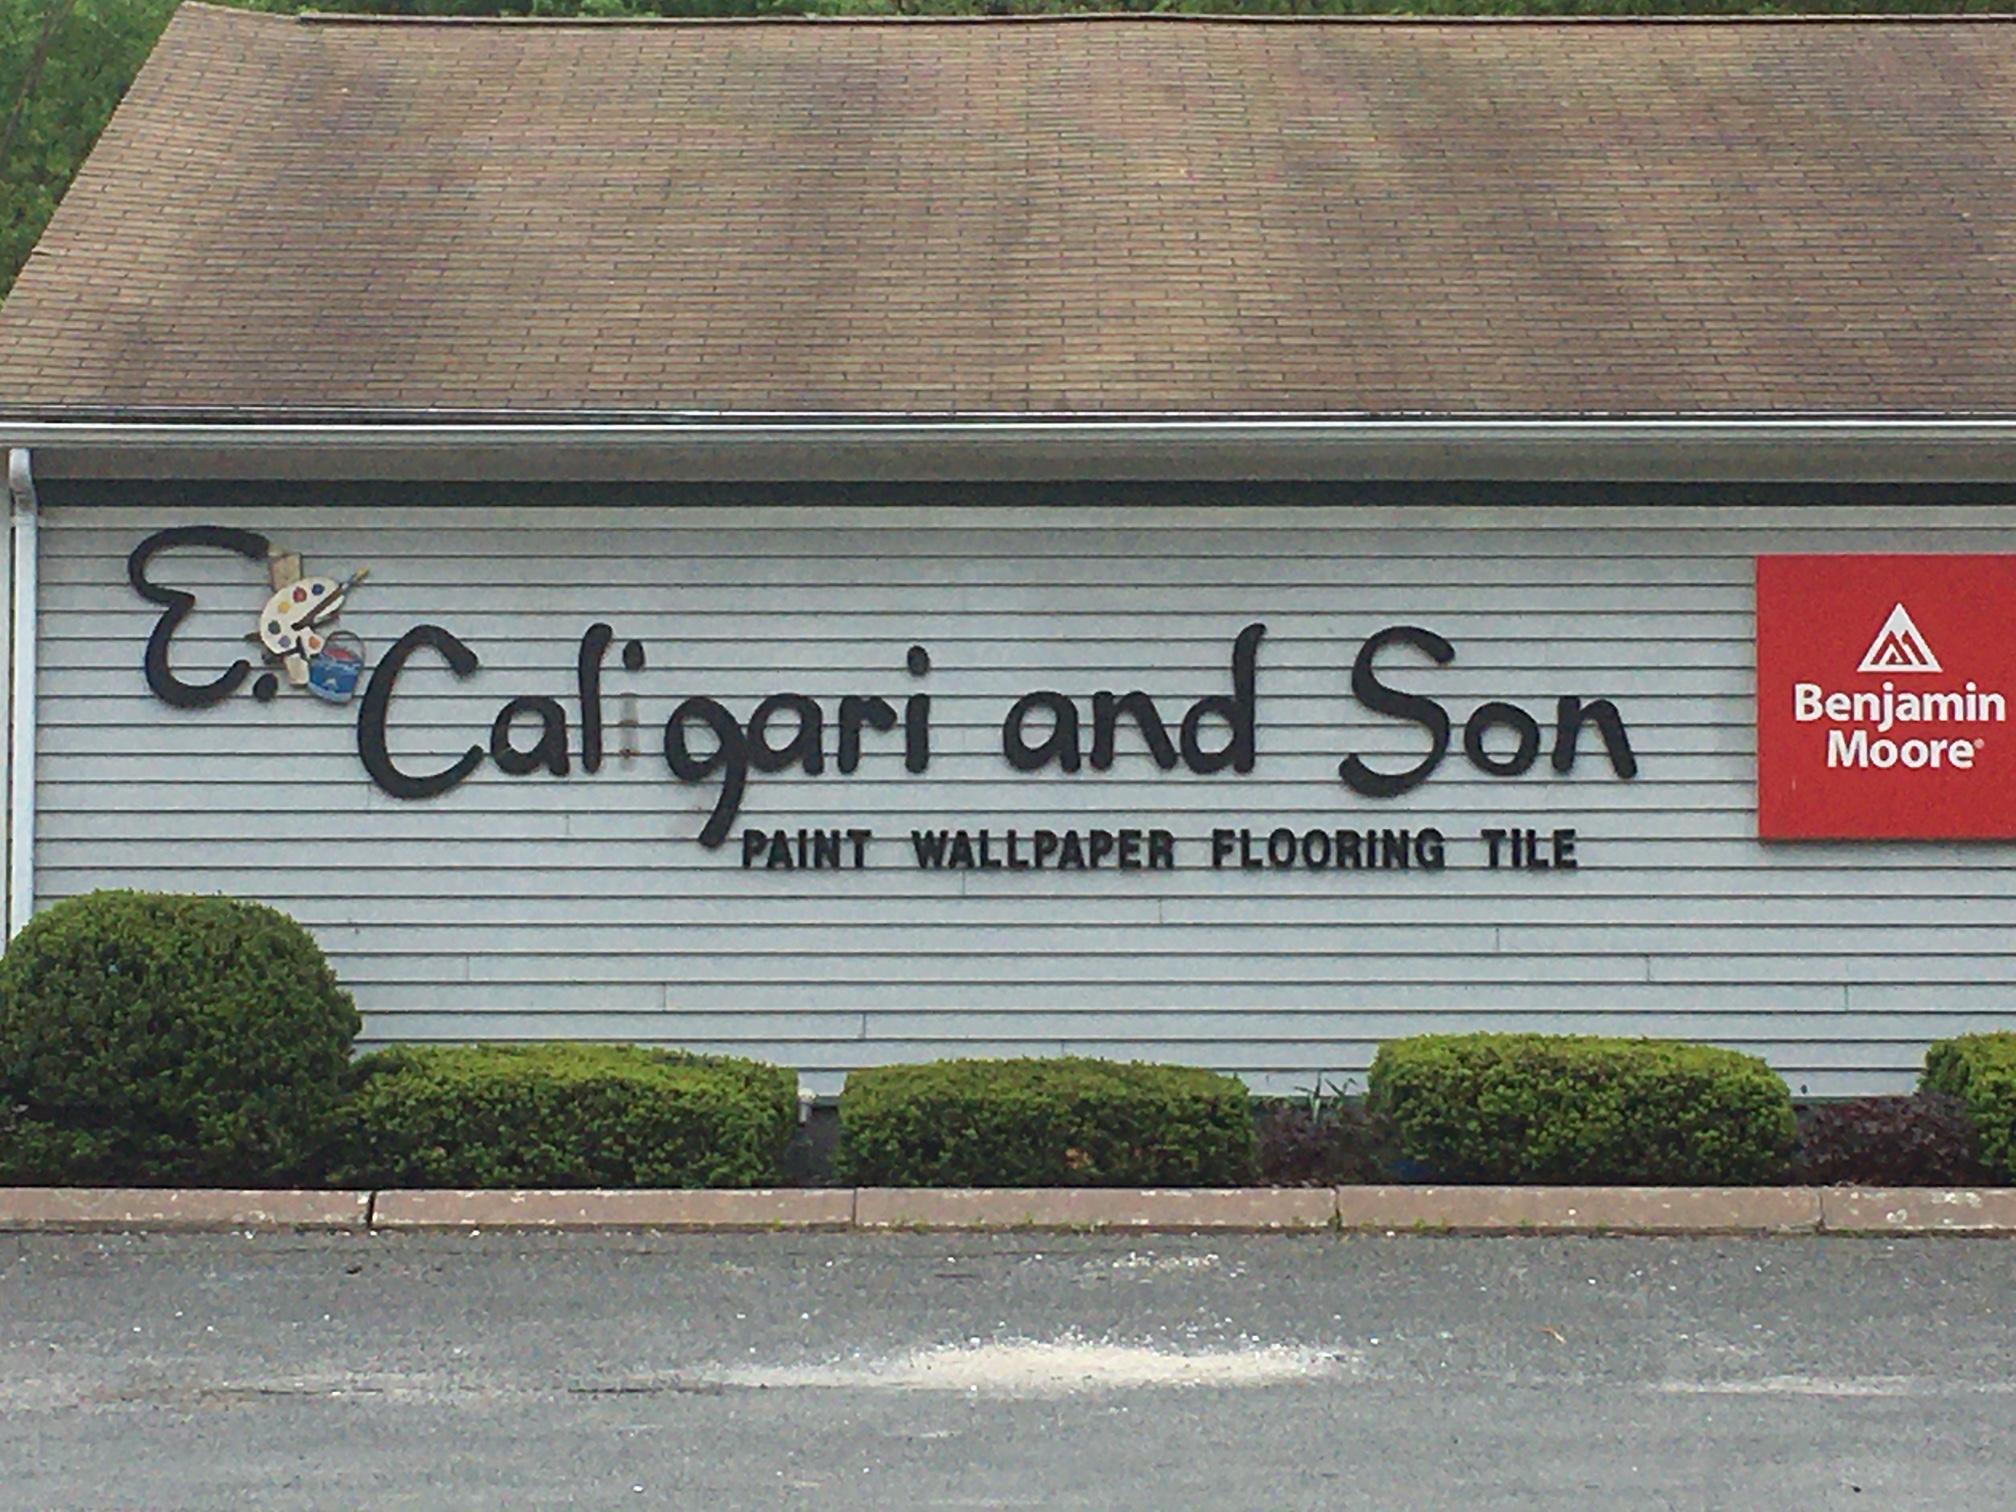 E. Caligari and Son
PAINT WALLPAPER FLOORING TILE
Benjamin
Moore®